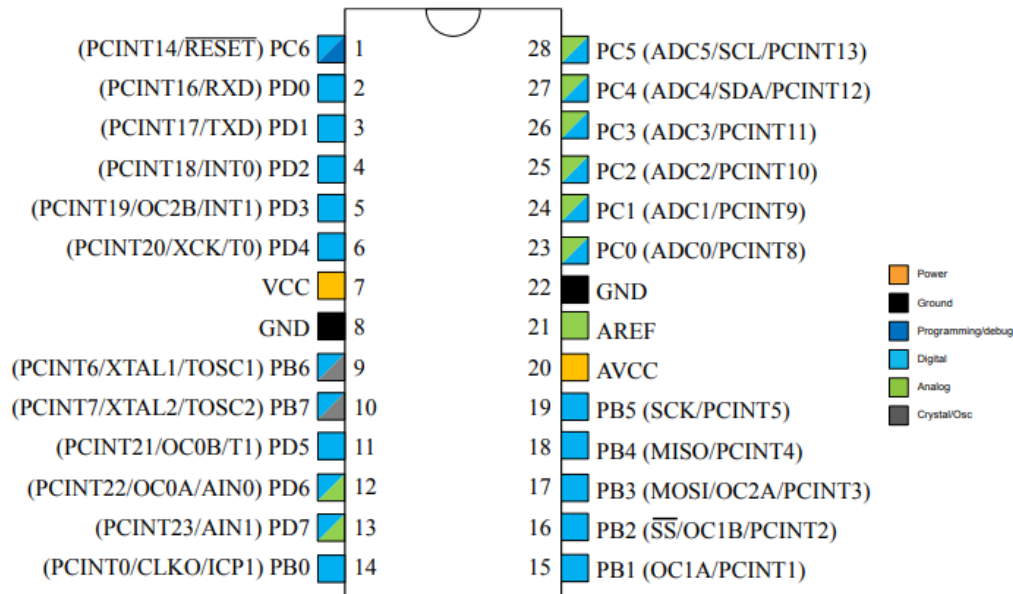 (PCINT14/RESET) PC6 1
(PCINT16/RXD) PD0 2
(PCINT17/TXD) PD1 3
(PCINT18/INT0) PD2 4
(PCINT19/OC2B/INT1) PD3 5
(PCINT20/XCK/T0) PD4 6
VCC 7
GND 8
(PCINT6/XTAL1/TOSC1) PB6 9
(PCINT7/XTAL2/TOSC2) PB7 10
(PCINT21/OC0B/T1) PD5 11
(PCINT22/OC0A/AIN0) PD6 12
(PCINT23/AIN1) PD7 13
(PCINT0/CLKO/ICP1) PB0 14
28 PC5 (ADC5/SCL/PCINT13)
27 PC4 (ADC4/SDA/PCINT12)
26 PC3 (ADC3/PCINT11)
25 PC2 (ADC2/PCINT10)
24 PC1 (ADC1/PCINT9)
23 PC0 (ADC0/PCINT8)
22 GND
21 AREF
20 AVCC
19 PB5 (SCK/PCINT5)
18 PB4 (MISO/PCINT4)
17 PB3 (MOSI/OC2A/PCINT3)
16 PB2 (SS/OC1B/PCINT2)
15 PB1 (OC1A/PCINT1)
Power
Ground
Programming/debug
Digital
Analog
Crystal/Osc